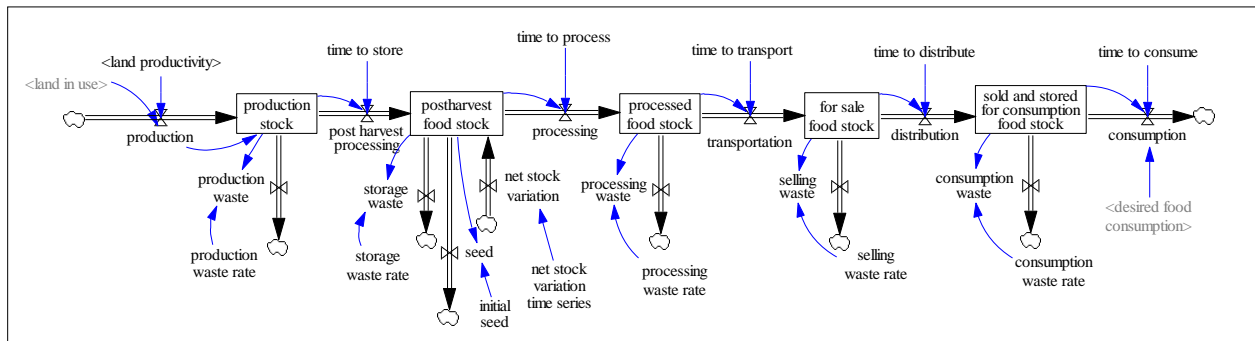 time to store
time to process
time to transport
time to distribute
time to consume
<land productivity>
<land in use>
production
stock
postharvest
food stock
processed
food stock
for sale
food stock
sold and stored
for consumption
food stock
production
post harvest
processing
processing
transportation
distribution
consumption
production
waste
storage
waste
net stock
variation
processing
waste
selling
waste
consumption
waste
<desired food
consumption>
seed
production
waste rate
storage
waste rate
initial
seed
net stock
variation
time series
processing
waste rate
selling
waste rate
consumption
waste rate